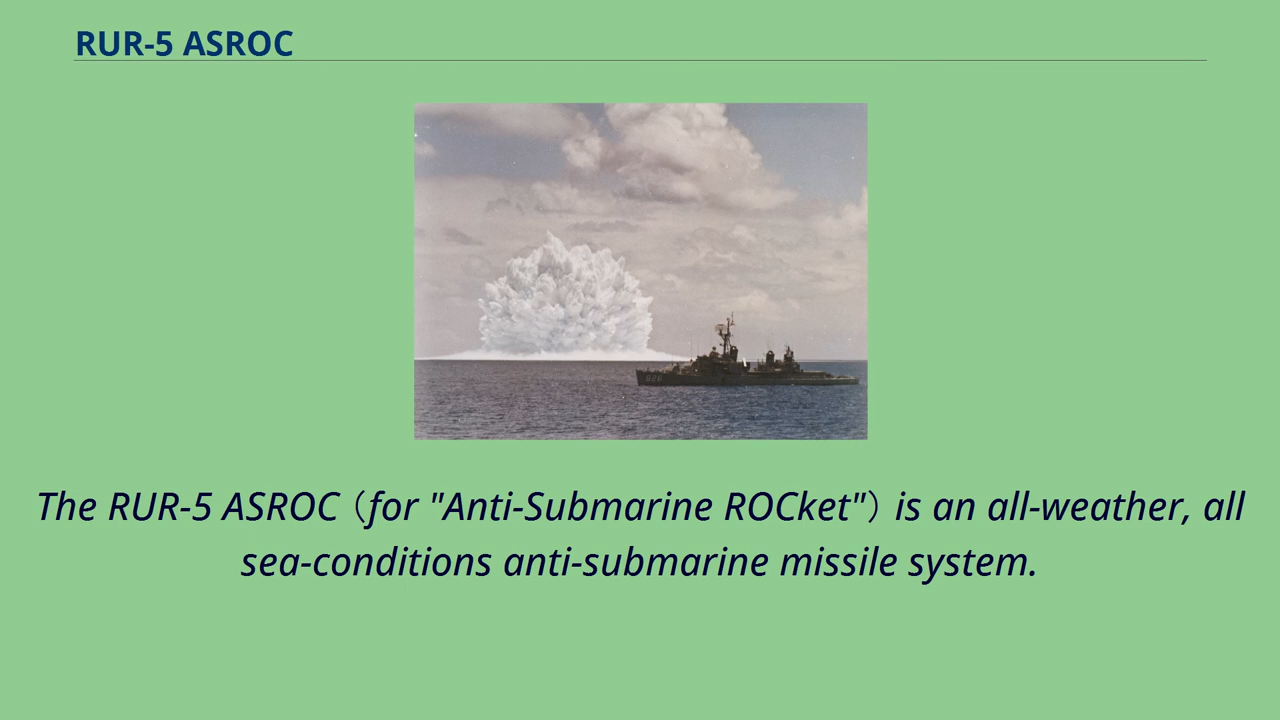 RUR-5 ASROC
The RUR-5 ASROC（for "Anti-Submarine ROCket"）is an all-weather, all
sea-conditions anti-submarine missile system.